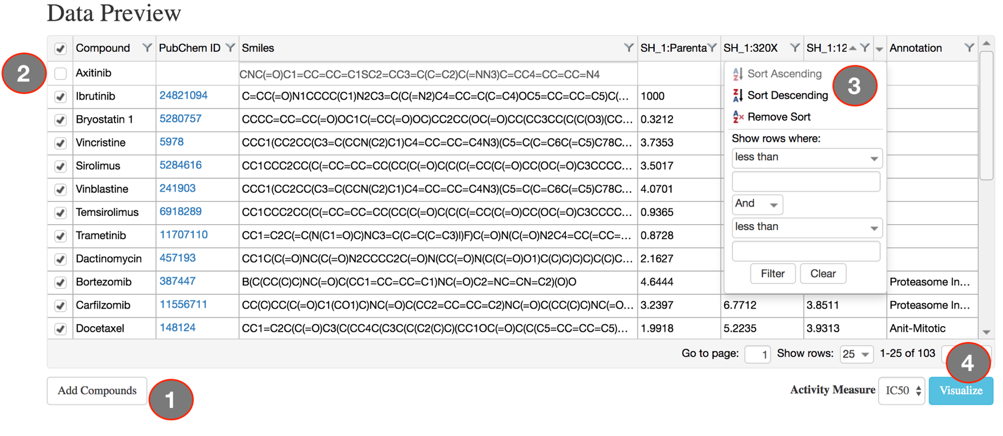 Data Preview
Compound PubChem ID Smiles SH_1:Parenta SH_1:320X SH_1:12 Annotation
2 Axitinib CNC(=O)C1=CC=CC=C1SC2=CC3=C(C=C2)C(=NN3)C=CC4=CC=CC=N4
Sort Ascending 3
Ibrutinib 24821094 C=CC(=O)N1CCCC(C1)N2C3=C(C(=N2)C4=CC=C(C=C4)OC5=CC=CC=C5)C(... 1000 Sort Descending
Bryostatin 1 5280757 CCCC=CC=CC(=O)OC1C(=CC(=O)OC)CC2CC(OC(=O)CC(CC3CC(C(C(O3)(CC... 0.3212 Remove Sort
Show rows where:
Vincristine 5978 CCC1(CC2CC(C3=C(CCN(C2)C1)C4=CC=CC=C4N3)(C5=C(C=C6C(=C5)C78C... 3.7353
less than
Sirolimus 5284616 CC1CCC2CC(C(=CC=CC=CC(CC(C(=O)C(C(C(=CC(C(=O)CC(OC(=O)C3CCCC... 3.5017
Vinblastine 241903 CCC1(CC2CC(C3=C(CCN(C2)C1)C4=CC=CC=C4N3)(C5=C(C=C6C(=C5)C78C... 4.0701
And
Temsirolimus 6918289 CC1CCC2CC(C(=CC=CC=CC(CC(C(=O)C(C(C(=CC(C(=O)CC(OC(=O)C3CCCC... 0.9365
less than
Trametinib 11707110 CC1=C2C(=C(N(C1=O)C)NC3=C(C=C(C=C3)I)F)C(=O)N(C(=O)N2C4=CC(=CC=... 0.8728
Dactinomycin 457193 CC1C(C(=O)NC(C(=O)N2CCCC2C(=O)N(CC(=O)N(C(C(=O)O1)C(C)C)C)C)C(C)C... 2.1627
Filter Clear
Bortezomib 387447 B(C(CC(C)C)NC(=O)C(CC1=CC=CC=C1)NC(=O)C2=NC=CN=C2)(O)O 4.6444 Proteasome In...
Carfilzomib 11556711 CC(C)CC(C(=O)C1(CO1)C)NC(=O)C(CC2=CC=CC=C2)NC(=O)C(CC(C)C)NC(=O... 3.2397 6.7712 3.8511 Proteasome In...
Docetaxel 148124 CC1=C2C(C(=O)C3(C(CC4C(C3C(C(C2(C)C)(CC1OC(=O)C(C(C5=CC=CC=C5)... 1.9918 5.2235 3.9313 Anit-Mitotic
Go to page: 1 Show rows: 25 1-25 of 103
4
Add Compounds 1 Activity Measure IC50 Visualize